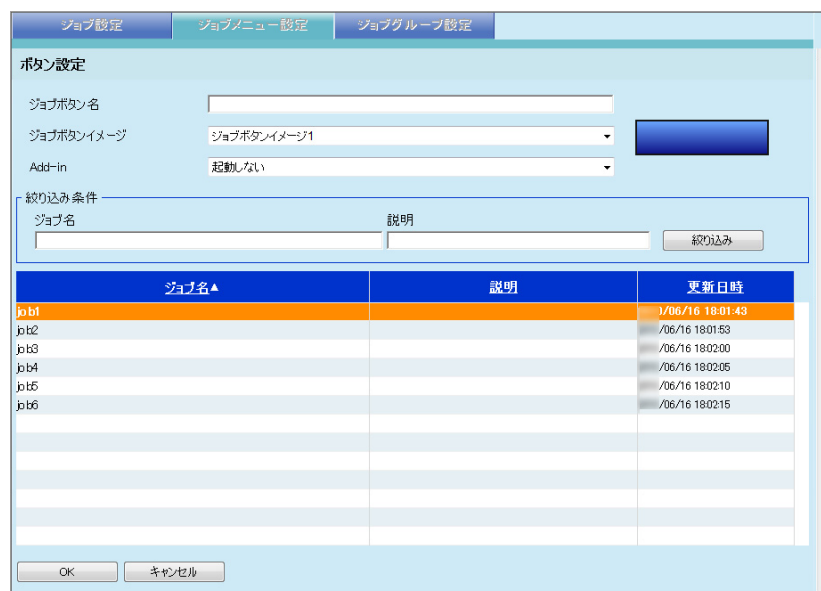 ジョブ設定 ジョブメニュー設定 ジョブグループ設定
ボタン設定
ジョブボタン名
ジョブボタンイメージ ジョブボタンイメージ1
Add-in 起動しない
絞り込み条件
ジョブ名 説明
絞り込み
ジョブ名▲ 説明 更新日時
job1 /06/16 18:01:43
job2 /06/16 18:01:53
job3 /06/16 18:02:00
job4 /06/16 18:02:05
job5 /06/16 18:02:10
job6 /06/16 18:02:15
OK キャンセル